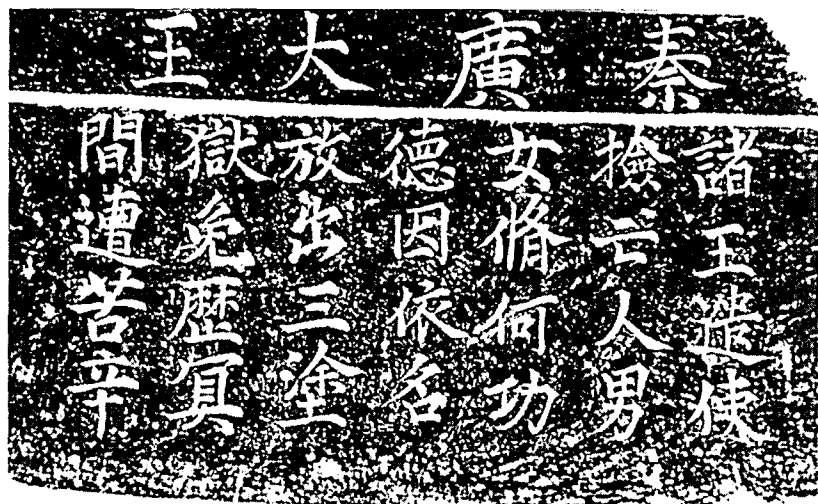 秦廣大王
諸王遣使
撿亡人男
女脩何功
德因依名
放出三塗
獄免歷冥
間遭苦辛